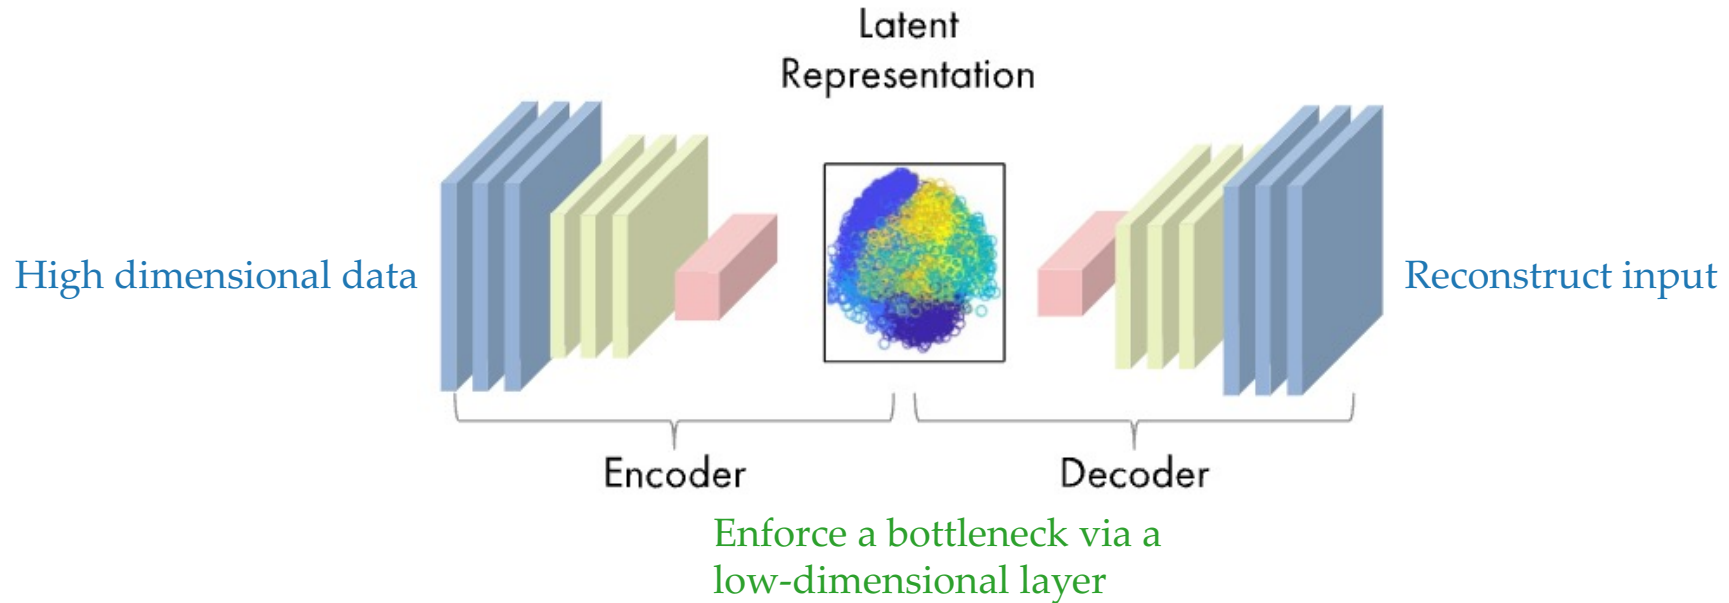 Latent
Representation
High dimensional data
Reconstruct input
Encoder
Decoder
Enforce a bottleneck via a
low-dimensional layer